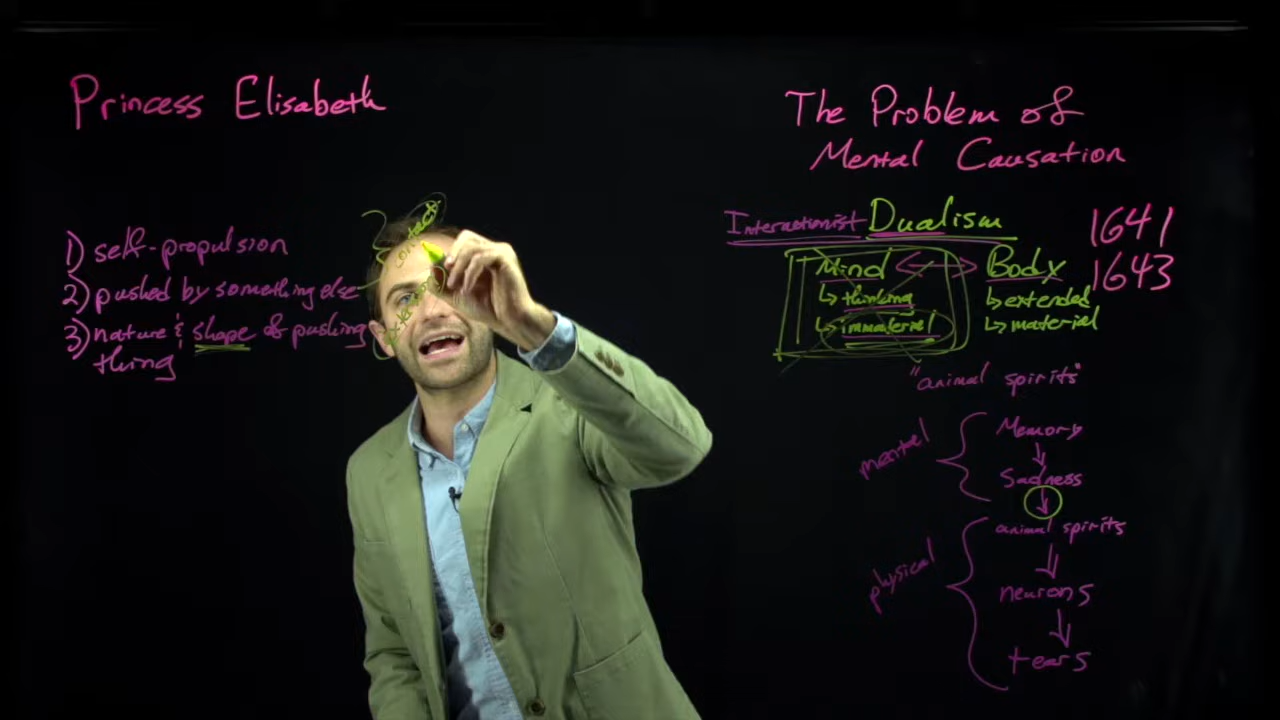 Princess Elisabeth
1) self-propulsion
2) pushed by something else
3) nature & shape of pushing
thing
contact
extension
The Problem of
Mental Causation
Interactionist Dualism
1641
1643
Mind Body
↳ thinking ↳ extended
↳ immaterial ↳ material
"animal spirits"
mental
Memory
Sadness
physical
animal spirits
neurons
tears